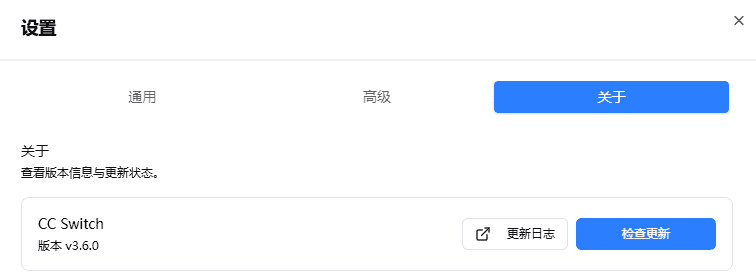 设置
通用
高级
关于
关于
查看版本信息与更新状态。
CC Switch
版本 v3.6.0
更新日志
检查更新